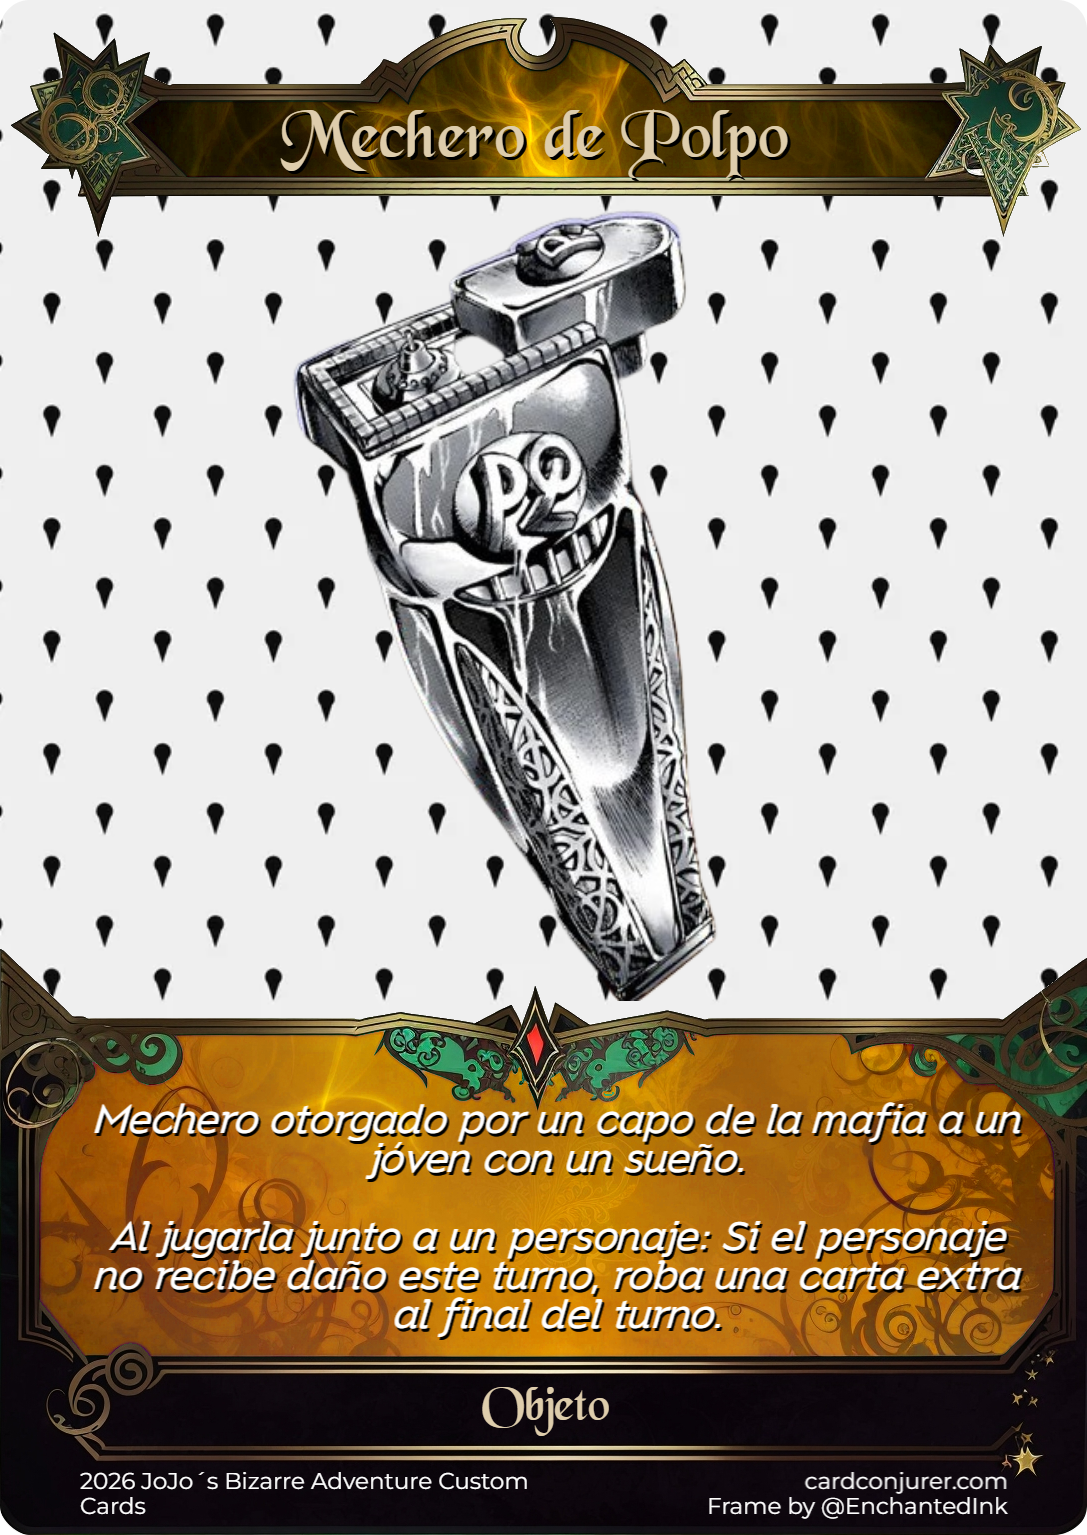 Mechero de Polpo
Mechero otorgado por un capo de la mafia a un
jóven con un sueño.
Al jugarla junto a un personaje: Si el personaje
no recibe daño este turno, roba una carta extra
al final del turno.
Objeto
2026 JoJo´s Bizarre Adventure Custom
Cards
cardconjurer.com
Frame by @EnchantedInk